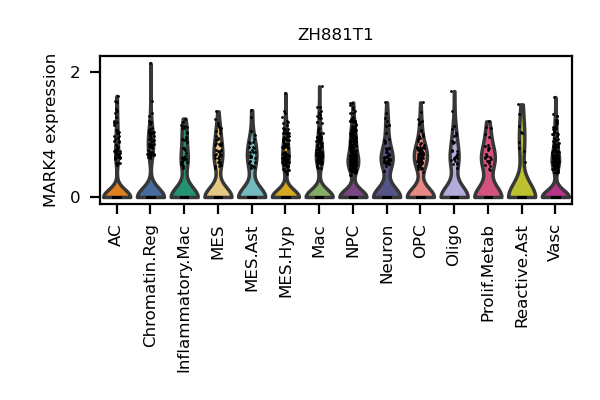 ZH881T1
MARK4 expression
2
0
AC
Chromatin.Reg
Inflammatory.Mac
MES
MES.Ast
MES.Hyp
Mac
NPC
Neuron
OPC
Oligo
Prolif.Metab
Reactive.Ast
Vasc